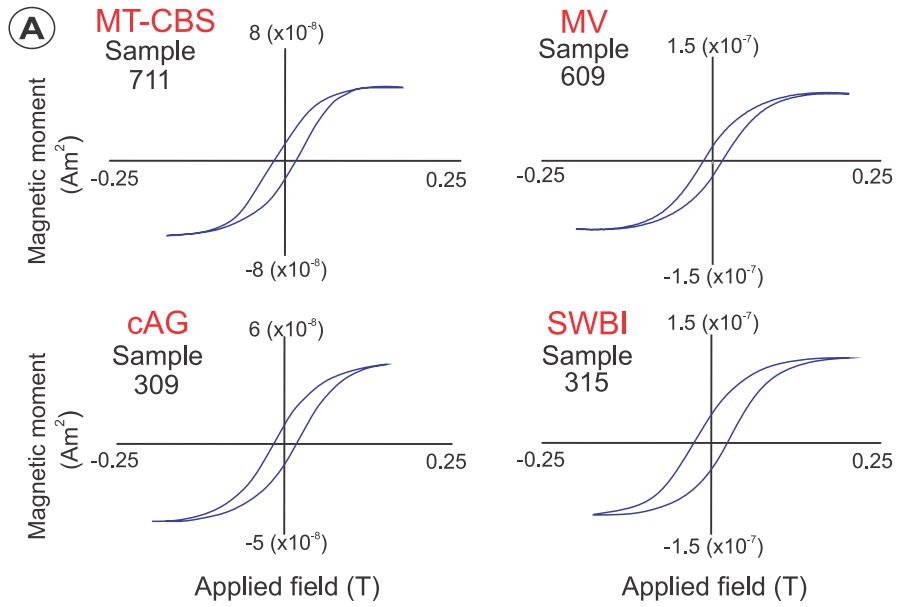 A
MT-CBS
Sample
711
8 (x10⁻⁸)
-0.25
0.25
-8 (x10⁻⁸)
Magnetic moment
(Am²)
MV
Sample
609
1.5 (x10⁻⁷)
-0.25
0.25
-1.5 (x10⁻⁷)
cAG
Sample
309
6 (x10⁻⁸)
-0.25
0.25
-5 (x10⁻⁸)
Magnetic moment
(Am²)
Applied field (T)
SWBI
Sample
315
1.5 (x10⁻⁷)
-0.25
0.25
-1.5 (x10⁻⁷)
Applied field (T)